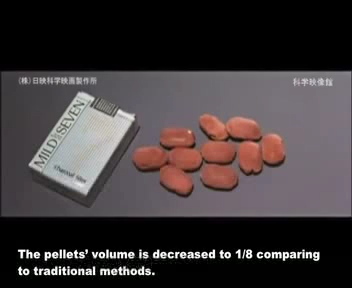 (株)日映科学映画製作所
科学映像館
MILD SEVEN
charcoal filter
The pellets' volume is decreased to 1/8 comparing
to traditional methods.